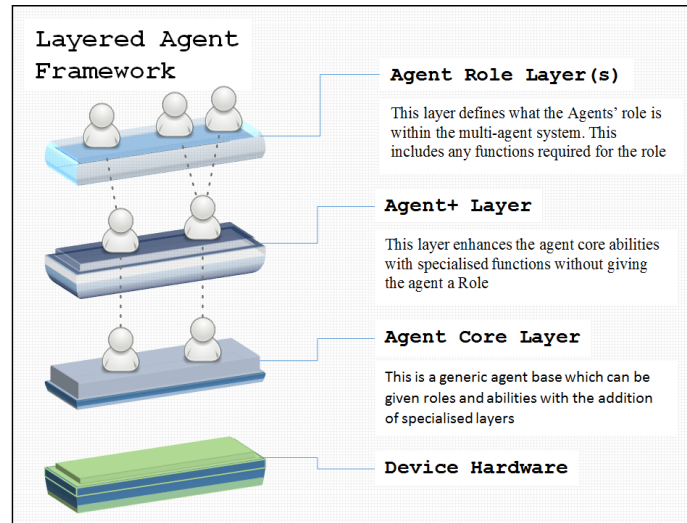 Layered Agent
Framework
Agent Role Layer(s)
This layer defines what the Agents' role is
within the multi-agent system. This
includes any functions required for the role
Agent+ Layer
This layer enhances the agent core abilities
with specialised functions without giving
the agent a Role
Agent Core Layer
This is a generic agent base which can be
given roles and abilities with the addition
of specialised layers
Device Hardware